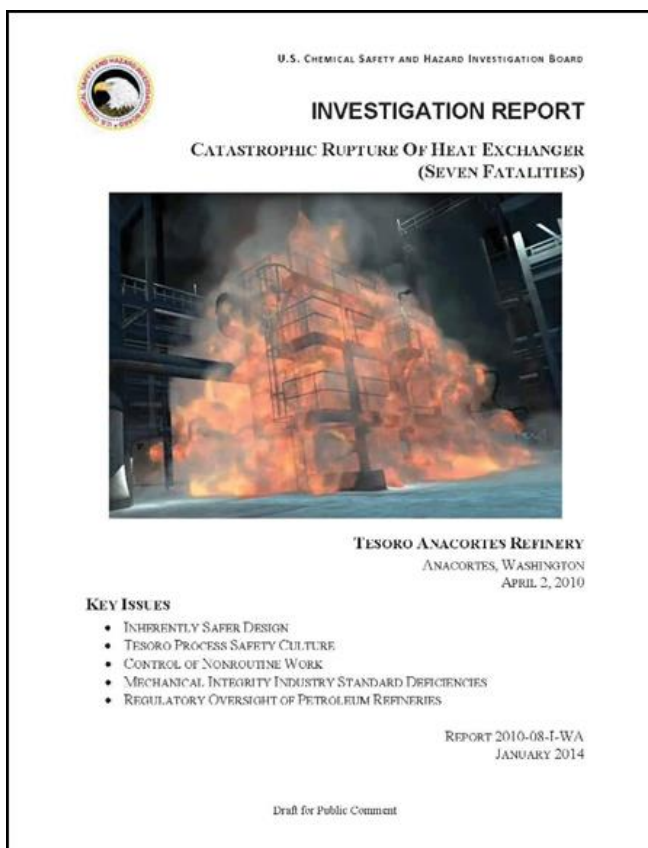 U.S. CHEMICAL SAFETY AND HAZARD INVESTIGATION BOARD
INVESTIGATION REPORT
CATASTROPHIC RUPTURE OF HEAT EXCHANGER
(SEVEN FATALITIES)
TESORO ANACORTES REFINERY
ANACORTES, WASHINGTON
APRIL 2, 2010
KEY ISSUES
• INHERENTLY SAFER DESIGN
• TESORO PROCESS SAFETY CULTURE
• CONTROL OF NONROUTINE WORK
• MECHANICAL INTEGRITY INDUSTRY STANDARD DEFICIENCIES
• REGULATORY OVERSIGHT OF PETROLEUM REFINERIES
REPORT 2010-08-I-WA
JANUARY 2014
Draft for Public Comment